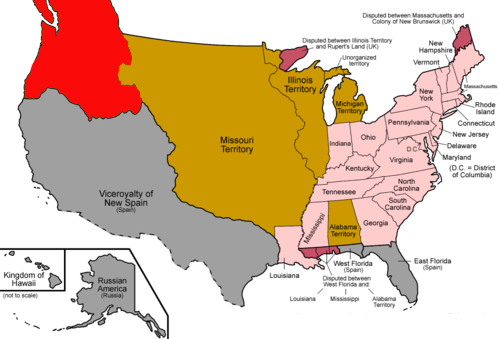 Disputed between Massachusetts and
Colony of New Brunswick (UK)
Disputed between Illinois Territory
and Rupert's Land (UK)
Unorganized
territory
New
Hampshire
Vermont
Massachusetts
Illinois
Territory
Michigan
Territory
New
York
Rhode
Island
Connecticut
Pennsylvania
New Jersey
Missouri
Territory
Indiana
Ohio
D.C.
Delaware
Maryland
(D.C. = District
of Columbia)
Virginia
Kentucky
Viceroyalty of
New Spain
(Spain)
Tennessee
North
Carolina
South
Carolina
Mississippi
Alabama
Territory
Georgia
Louisiana
West Florida
(Spain)
East Florida
(Spain)
Disputed between
West Florida and:
Louisiana
Mississippi
Alabama
Territory
Kingdom of
Hawaii
(not to scale)
Russian
America
(Russia)